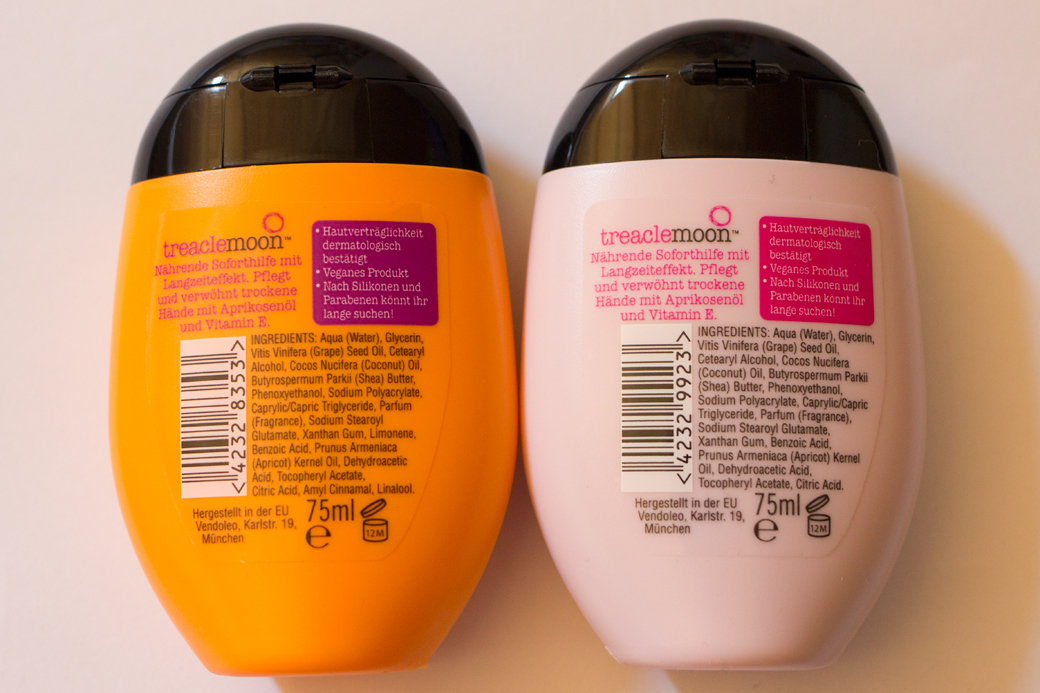 treaclemoon™
Nährende Soforthilfe mit
Langzeiteffekt. Pflegt
und verwöhnt trockene
Hände mit Aprikosenöl
und Vitamin E.
• Hautverträglichkeit
dermatologisch
bestätigt
• Veganes Produkt
• Nach Silikonen und
Parabenen könnt ihr
lange suchen!
INGREDIENTS: Aqua (Water), Glycerin,
Vitis Vinifera (Grape) Seed Oil, Cetearyl
Alcohol, Cocos Nucifera (Coconut) Oil,
Butyrospermum Parkii (Shea) Butter,
Phenoxyethanol, Sodium Polyacrylate,
Caprylic/Capric Triglyceride, Parfum
(Fragrance), Sodium Stearoyl
Glutamate, Xanthan Gum, Limonene,
Benzoic Acid, Prunus Armeniaca
(Apricot) Kernel Oil, Dehydroacetic
Acid, Tocopheryl Acetate,
Citric Acid, Amyl Cinnamal, Linalool.
<4232 8353>
Hergestellt in der EU
Vendoleo, Karlstr. 19,
München
75ml
e
12M
treaclemoon™
Nährende Soforthilfe mit
Langzeiteffekt. Pflegt
und verwöhnt trockene
Hände mit Aprikosenöl
und Vitamin E.
• Hautverträglichkeit
dermatologisch
bestätigt
• Veganes Produkt
• Nach Silikonen und
Parabenen könnt ihr
lange suchen!
INGREDIENTS: Aqua (Water), Glycerin,
Vitis Vinifera (Grape) Seed Oil,
Cetearyl Alcohol, Cocos Nucifera
(Coconut) Oil, Butyrospermum Parkii
(Shea) Butter, Phenoxyethanol,
Sodium Polyacrylate, Caprylic/Capric
Triglyceride, Parfum (Fragrance),
Sodium Stearoyl Glutamate,
Xanthan Gum, Benzoic Acid,
Prunus Armeniaca (Apricot) Kernel
Oil, Dehydroacetic Acid,
Tocopheryl Acetate, Citric Acid.
<4232 9923>
Hergestellt in der EU
Vendoleo, Karlstr. 19,
München
75ml
e
12M